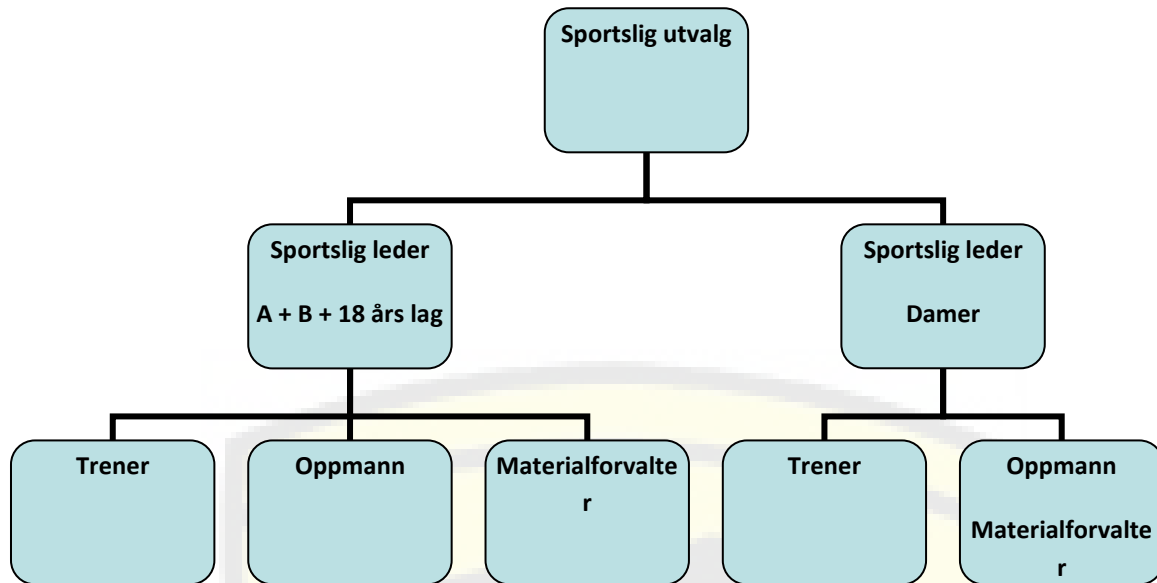 Sportslig utvalg
Sportslig leder
A + B + 18 års lag
Sportslig leder
Damer
Trener
Oppmann
Materialforvalte
r
Trener
Oppmann
Materialforvalte
r